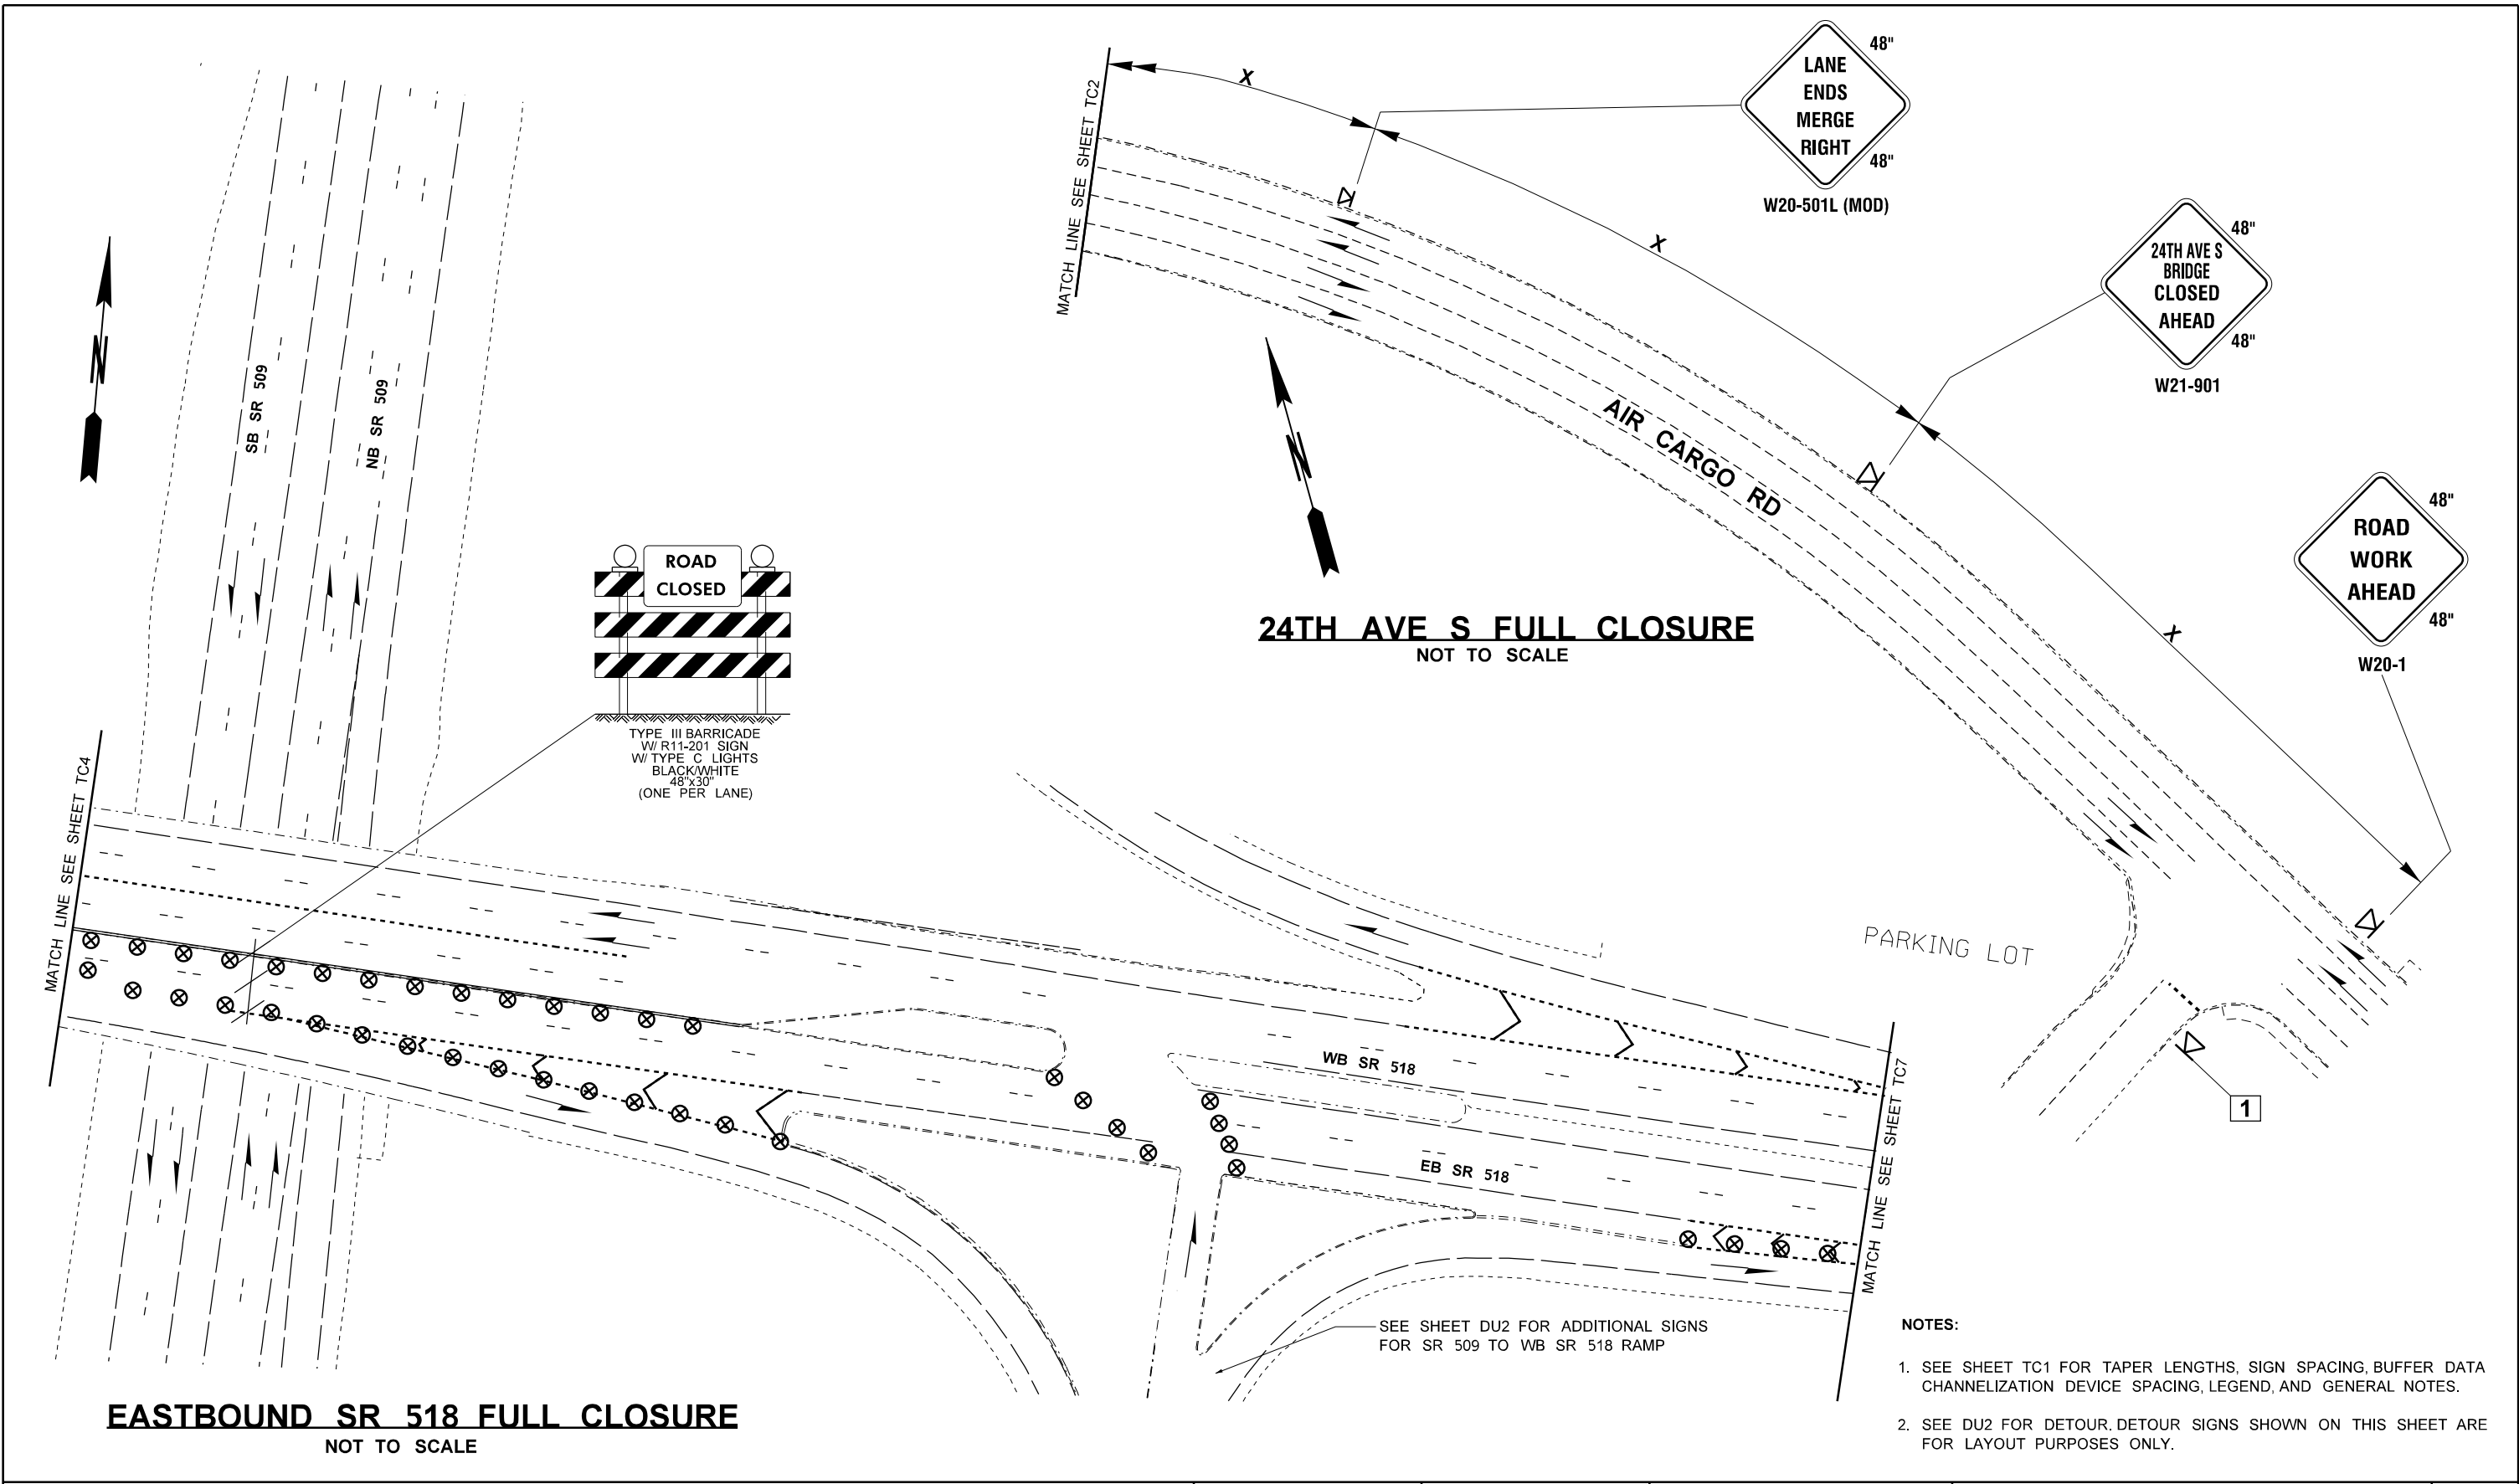 MATCH LINE SEE SHEET TC2
X
LANE
ENDS
MERGE
RIGHT
48"
48"
W20-501L (MOD)
X
24TH AVE S
BRIDGE
CLOSED
AHEAD
48"
48"
W21-901
X
ROAD
WORK
AHEAD
48"
48"
W20-1
AIR CARGO RD
N
24TH AVE S FULL CLOSURE
NOT TO SCALE
PARKING LOT
1
N
SB SR 509
NB SR 509
ROAD
CLOSED
TYPE III BARRICADE
W/ R11-201 SIGN
W/ TYPE C LIGHTS
BLACK/WHITE
48"x30"
(ONE PER LANE)
MATCH LINE SEE SHEET TC4
WB SR 518
EB SR 518
MATCH LINE SEE SHEET TC7
SEE SHEET DU2 FOR ADDITIONAL SIGNS
FOR SR 509 TO WB SR 518 RAMP
EASTBOUND SR 518 FULL CLOSURE
NOT TO SCALE
NOTES:
1. SEE SHEET TC1 FOR TAPER LENGTHS, SIGN SPACING, BUFFER DATA
CHANNELIZATION DEVICE SPACING, LEGEND, AND GENERAL NOTES.
2. SEE DU2 FOR DETOUR. DETOUR SIGNS SHOWN ON THIS SHEET ARE
FOR LAYOUT PURPOSES ONLY.